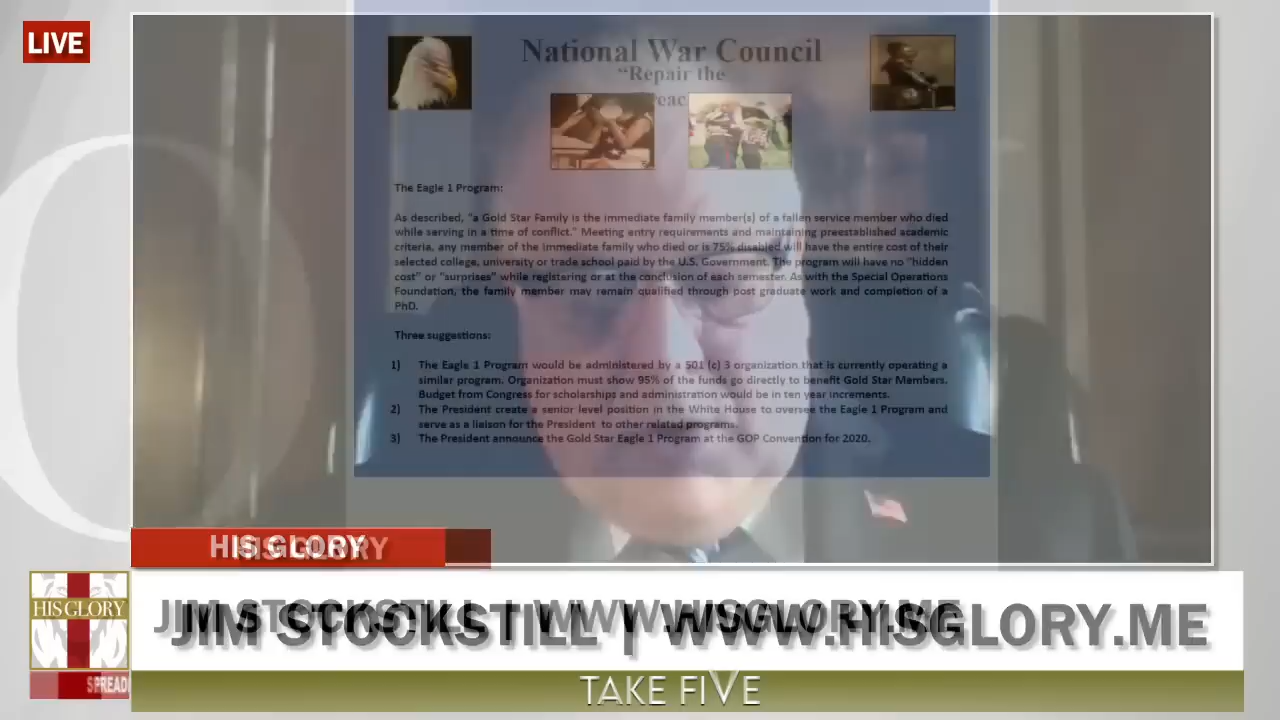 LIVE
National War Council
"Repair the
The Eagle 1 Program:
As described, "a Gold Star Family is the immediate family member(s) of a fallen service member who died
while serving in a time of conflict." Meeting entry requirements and maintaining preestablished academic
criteria, any member of the immediate family who died or is 75% disabled will have the entire cost of their
selected college, university or trade school paid by the U.S. Government. The program will have no "hidden
cost" or "surprises" while registering or at the conclusion of each semester. As with the Special Operations
Foundation, the family member may remain qualified through post graduate work and completion of a
PhD.
Three suggestions:
1) The Eagle 1 Program would be administered by a 501 (c) 3 organization that is currently operating a
similar program. Organization must show 95% of the funds go directly to benefit Gold Star Members.
Budget from Congress for scholarships and administration would be in ten year increments.
2) The President create a senior level position in the White House to oversee the Eagle 1 Program and
serve as a liaison for the President to other related programs.
3) The President announce the Gold Star Eagle 1 Program at the GOP Convention for 2020.
HIS GLORY
HIS GLORY
JIM STOCKSTILL | WWW.HISGLORY.ME
SPREADI
TAKE FIVE